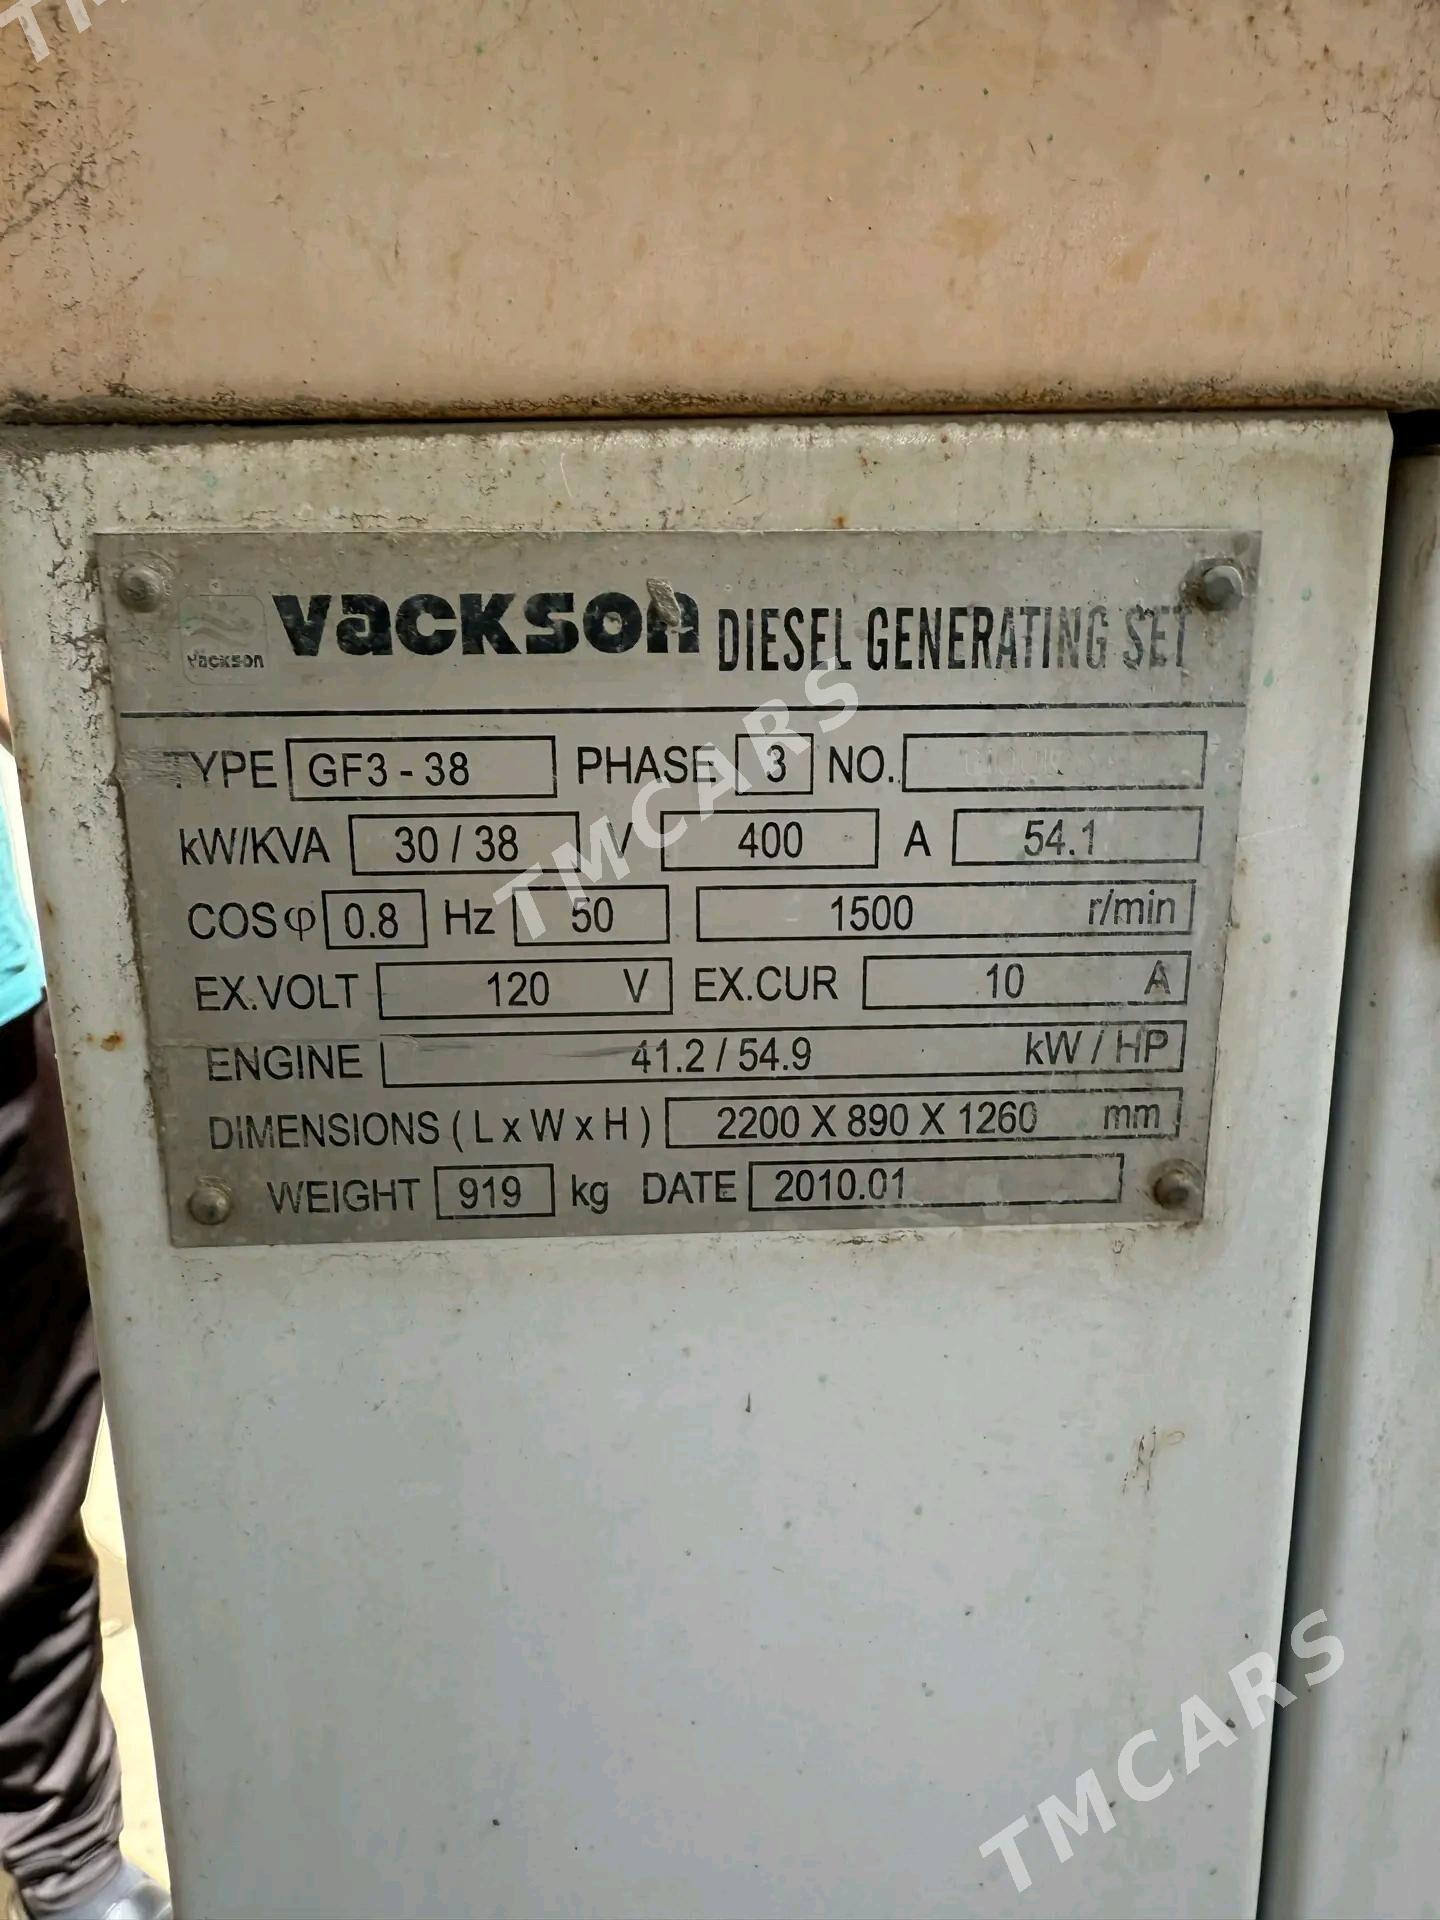 vackson vackson DIESEL GENERATING SET
TYPE GF3 - 38 PHASE 3 NO.
kW/KVA 30 / 38 V 400 A 54.1
COSφ 0.8 Hz 50 1500 r/min
EX.VOLT 120 V EX.CUR 10 A
ENGINE 41.2 / 54.9 kW / HP
DIMENSIONS ( L x W x H ) 2200 X 890 X 1260 mm
WEIGHT 919 kg DATE 2010.01
TMCARS
TMCARS